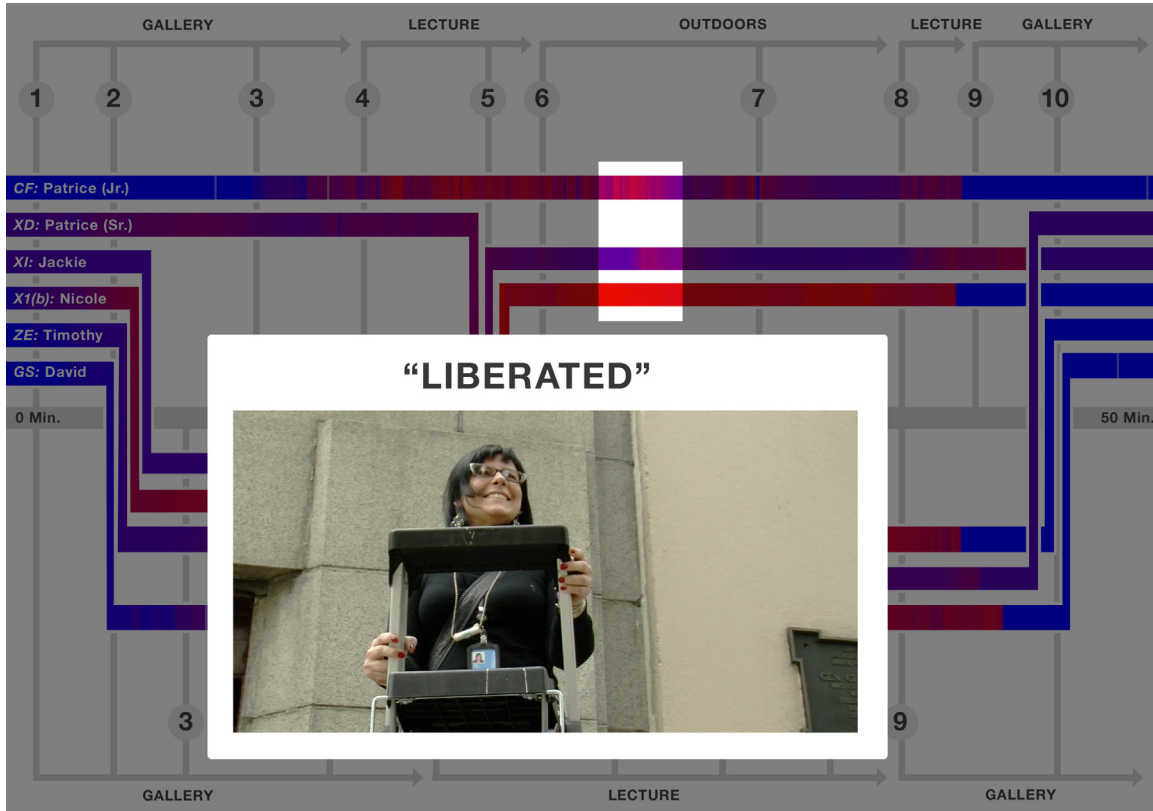 GALLERY LECTURE OUTDOORS LECTURE GALLERY
1 2 3 4 5 6 7 8 9 10
CF: Patrice (Jr.)
XD: Patrice (Sr.)
XI: Jackie
X1(b): Nicole
ZE: Timothy
GS: David
0 Min. 50 Min.
“LIBERATED”
3 9
GALLERY LECTURE GALLERY